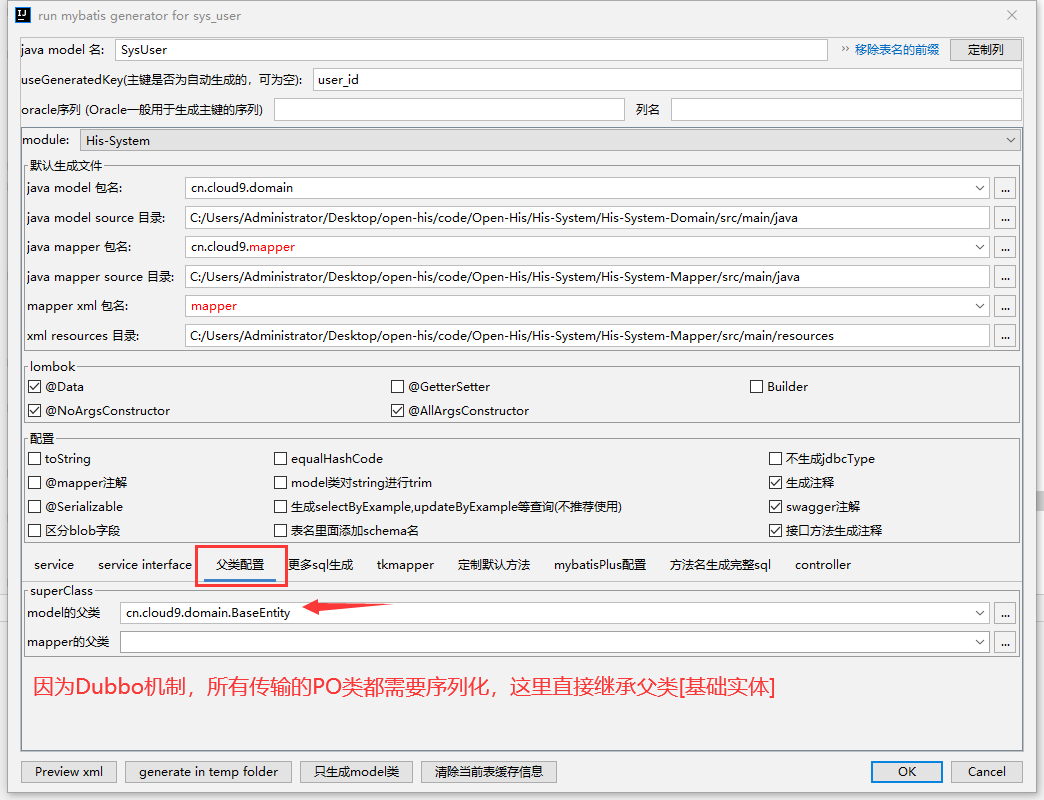 run mybatis generator for sys_user
java model 名: SysUser >> 移除表名的前缀 定制列
useGeneratedKey(主键是否为自动生成的，可为空): user_id
oracle序列 (Oracle一般用于生成主键的序列) 列名
module: His-System
默认生成文件
java model 包名: cn.cloud9.domain ...
java model source 目录: C:/Users/Administrator/Desktop/open-his/code/Open-His/His-System/His-System-Domain/src/main/java ...
java mapper 包名: cn.cloud9.mapper ...
java mapper source 目录: C:/Users/Administrator/Desktop/open-his/code/Open-His/His-System/His-System-Mapper/src/main/java ...
mapper xml 包名: mapper ...
xml resources 目录: C:/Users/Administrator/Desktop/open-his/code/Open-His/His-System/His-System-Mapper/src/main/resources ...
lombok
@Data @GetterSetter Builder
@NoArgsConstructor @AllArgsConstructor
配置
toString equalHashCode 不生成jdbcType
@mapper注解 model类对string进行trim 生成注释
@Serializable 生成selectByExample,updateByExample等查询(不推荐使用) swagger注解
区分blob字段 表名里面添加schema名 接口方法生成注释
service service interface 父类配置 更多sql生成 tkmapper 定制默认方法 mybatisPlus配置 方法名生成完整sql controller
superClass
model的父类 cn.cloud9.domain.BaseEntity ...
mapper的父类 ...
因为Dubbo机制，所有传输的PO类都需要序列化，这里直接继承父类[基础实体]
Preview xml generate in temp folder 只生成model类 清除当前表缓存信息 OK Cancel